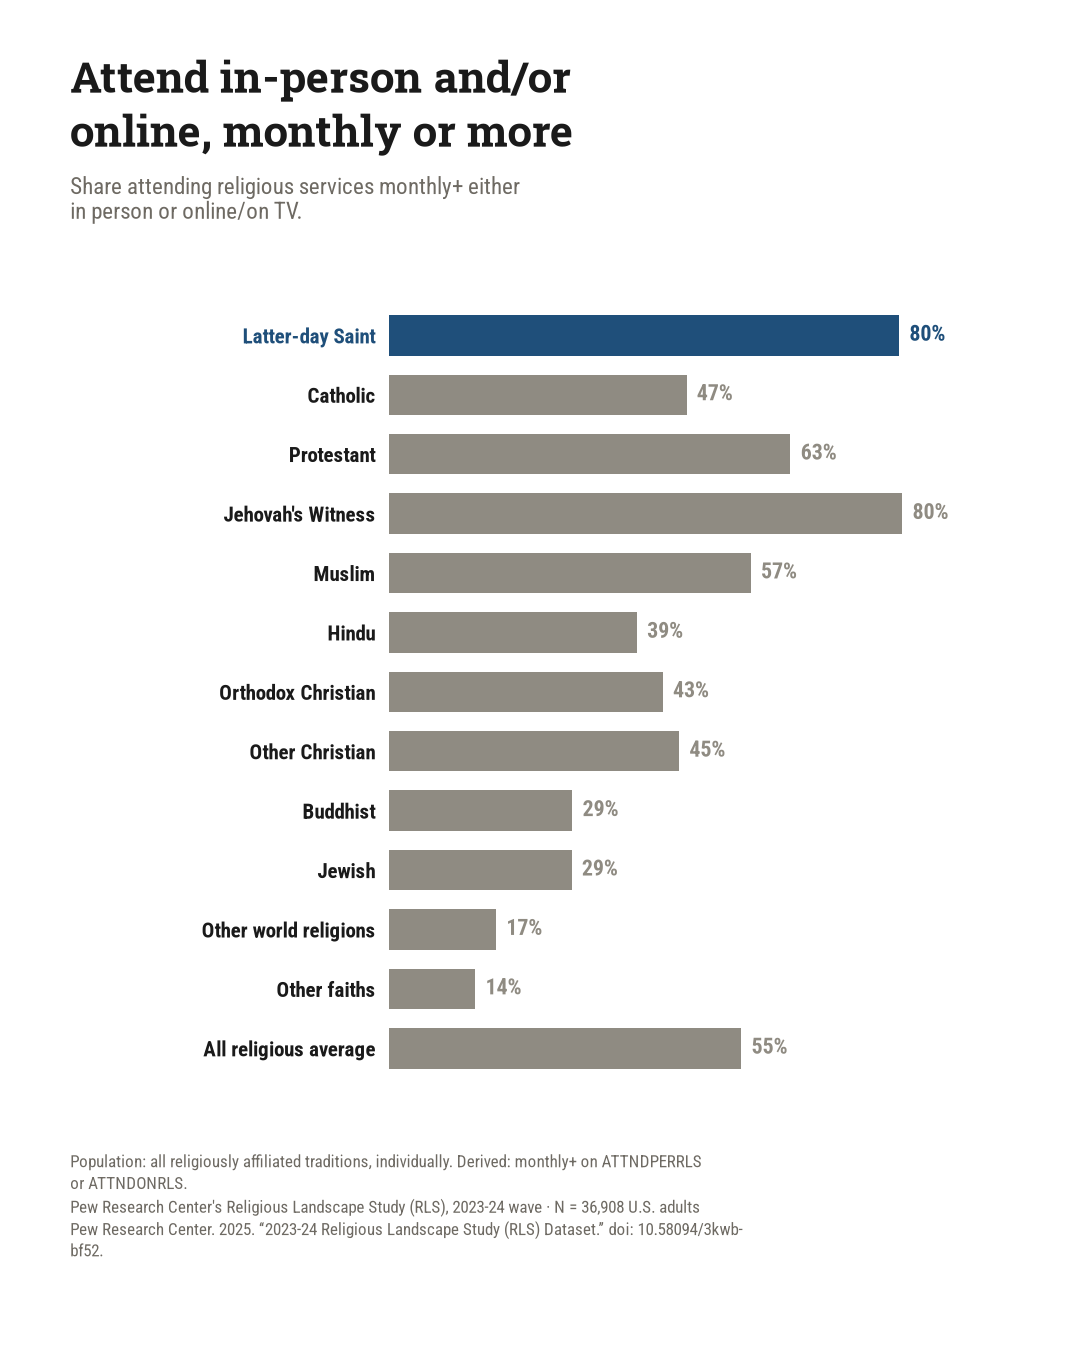 Attend in-person and/or
online, monthly or more
Share attending religious services monthly+ either
in person or online/on TV.
Latter-day Saint 80%
Catholic 47%
Protestant 63%
Jehovah's Witness 80%
Muslim 57%
Hindu 39%
Orthodox Christian 43%
Other Christian 45%
Buddhist 29%
Jewish 29%
Other world religions 17%
Other faiths 14%
All religious average 55%
Population: all religiously affiliated traditions, individually. Derived: monthly+ on ATTNDPERRLS
or ATTNDONRLS.
Pew Research Center's Religious Landscape Study (RLS), 2023-24 wave · N = 36,908 U.S. adults
Pew Research Center. 2025. “2023-24 Religious Landscape Study (RLS) Dataset.” doi: 10.58094/3kwb-
bf52.